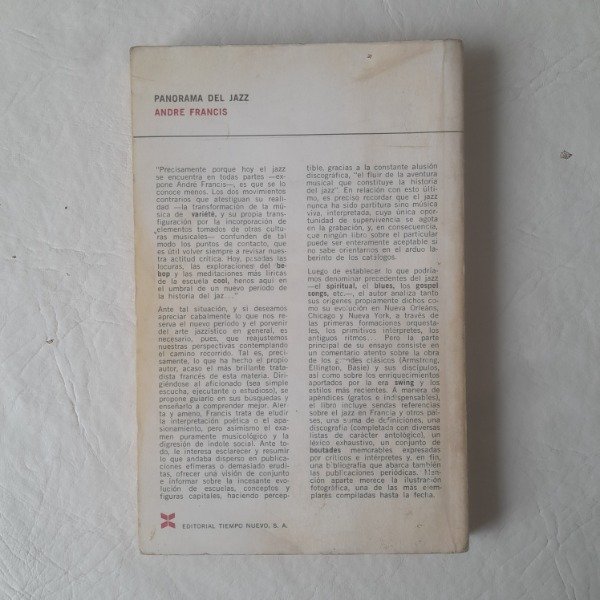 PANORAMA DEL JAZZ
ANDRE FRANCIS
"Precisamente porque hoy el jazz
se encuentra en todas partes —ex-
pone André Francis—, es que se lo
conoce menos. Los dos movimientos
contrarios que atestiguan su reali-
dad —la transformación de la mú-
sica de variété, y su propia trans-
figuración por la incorporación de
elementos tomados de otras cultu-
ras musicales— confunden de tal
modo los puntos de contacto, que
es útil volver siempre a revisar nues-
tra actitud crítica. Hoy, pasadas las
locuras, las exploraciones del be-
bop y las meditaciones más líricas
de la escuela cool, henos aquí en
el umbral de un nuevo período de
la historia del jaz..."
Ante tal situación, y si deseamos
apreciar cabalmente lo que nos re-
serva el nuevo período y el porvenir
del arte jazzístico en general, es
necesario, pues, que reajustemos
nuestras perspectivas contemplando
el camino recorrido. Tal es, preci-
samente, lo que ha hecho el propio
autor, acaso el más brillante trata-
dista francés de esta materia. Diri-
giéndose al aficionado (sea simple
escucha, ejecutante o estudioso), se
propone guiarlo en sus búsquedas y
enseñarlo a comprender mejor. Aler-
ta y ameno, Francis trata de eludir
la interpretación poética o el apa-
sionamiento, pero asimismo el exa-
men puramente musicológico y la
digresión de índole social. Ante to-
do, le interesa esclarecer y resumir
lo que andaba disperso en publica-
ciones efímeras o demasiado erudi-
tas, ofrecer una visión de conjunto
e informar sobre la incesante evo-
lución de escuelas, conceptos y
figuras capitales, haciendo percep-
tible, gracias a la constante alusión
discográfica, "el fluir de la aventura
musical que constituye la historia
del jazz". En relación con esto últi-
mo, es preciso recordar que el jazz
nunca ha sido partitura sino música
viva, interpretada, cuya única opor-
tunidad de supervivencia se agota
en la grabación, y, en consecuencia,
que ningún libro sobre el particular
puede ser enteramente aceptable si
no sabe orientarnos en el arduo la-
berinto de los catálogos.
Luego de establecer lo que podría-
mos denominar precedentes del jazz
—el spiritual, el blues, los gospel
songs, etc.—, el autor analiza tanto
sus orígenes propiamente dichos co-
mo su evolución en Nueva Orleáns,
Chicago y Nueva York, a través de
las primeras formaciones orquesta-
les, los primitivos intérpretes, los
antiguos ritmos... Pero la parte
principal de su ensayo consiste en
un comentario atento sobre la obra
de los grandes clásicos (Armstrong,
Ellington, Basie) y sus discípulos,
así como sobre los enriquecimientos
aportados por la era swing y los
estilos más recientes. A manera de
apéndices (gratos e indispensables),
el libro incluye sendas referencias
sobre el jazz en Francia y otros paí-
ses, una suma de definiciones, una
discografía (completada con diversas
listas de carácter antológico), un
léxico exhaustivo, un conjunto de
boutades memorables expresadas
por críticos e intérpretes y, en fin,
una bibliografía que abarca también
las publicaciones periódicas. Men-
ción aparte merece la ilustración
fotográfica, una de las más ejem-
plares compiladas hasta la fecha.
EDITORIAL TIEMPO NUEVO, S. A.